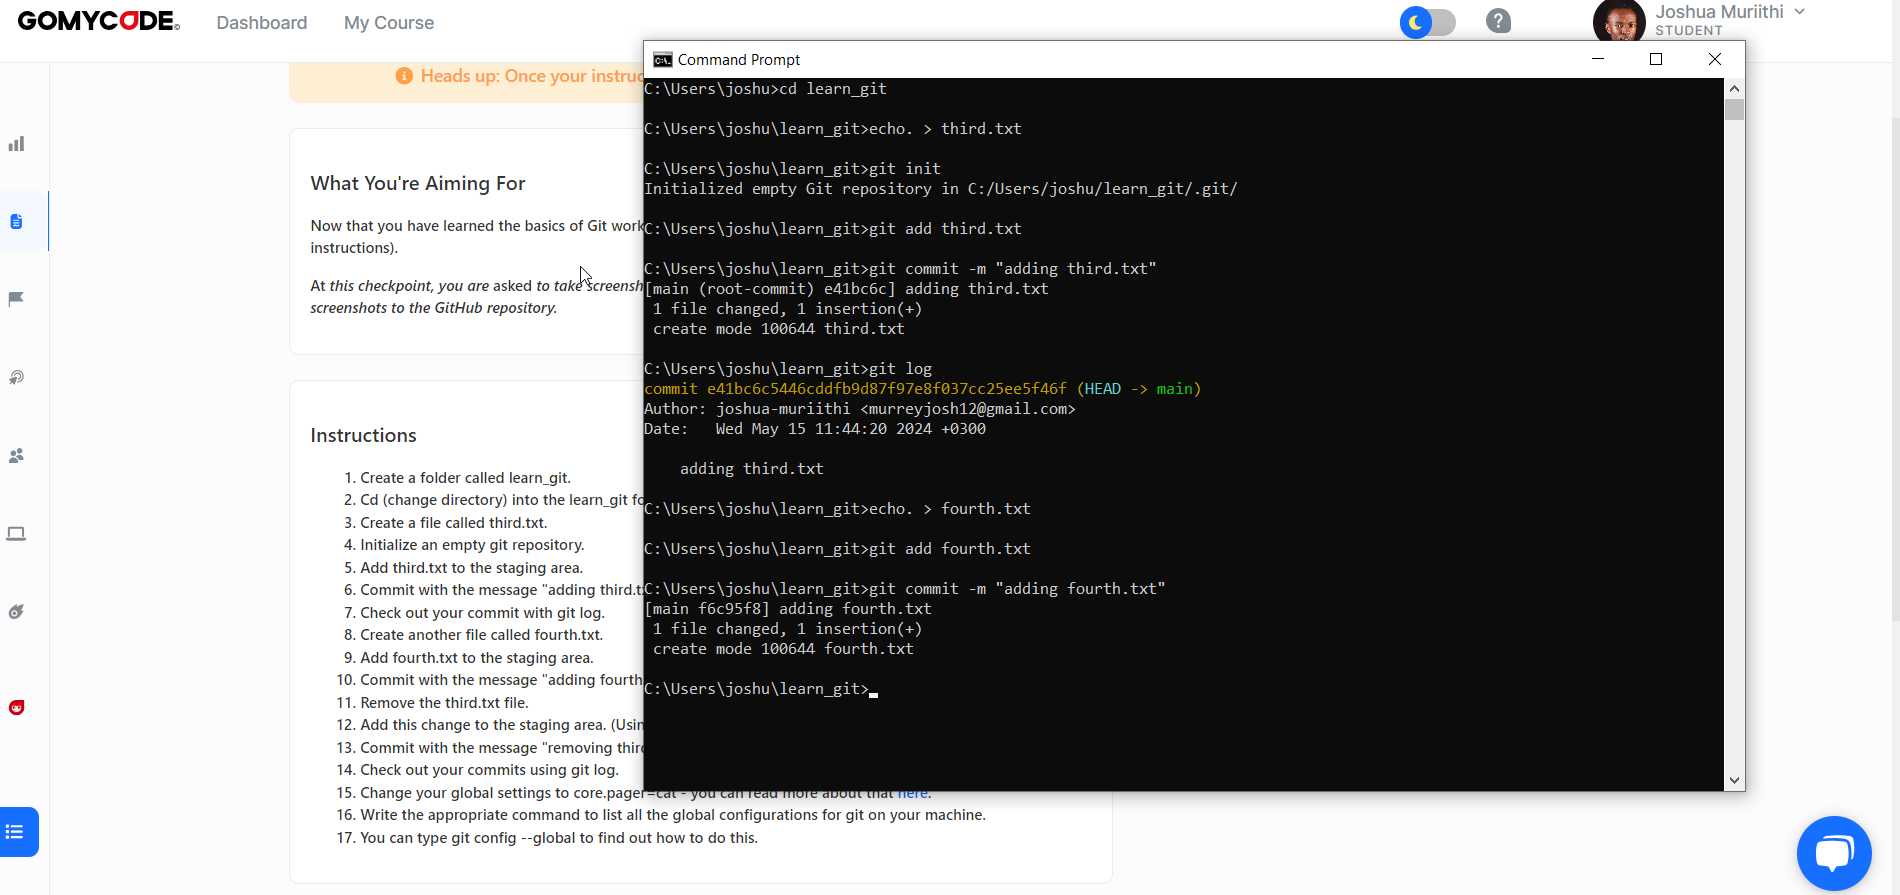 GOMYCODE
Dashboard
My Course
?
Joshua Muriithi
STUDENT
Heads up: Once your instruc
What You're Aiming For
Now that you have learned the basics of Git work
instructions).
At this checkpoint, you are asked to take screensh
screenshots to the GitHub repository.
Instructions
1. Create a folder called learn_git.
2. Cd (change directory) into the learn_git fo
3. Create a file called third.txt.
4. Initialize an empty git repository.
5. Add third.txt to the staging area.
6. Commit with the message "adding third.tx
7. Check out your commit with git log.
8. Create another file called fourth.txt.
9. Add fourth.txt to the staging area.
10. Commit with the message "adding fourth
11. Remove the third.txt file.
12. Add this change to the staging area. (Usin
13. Commit with the message "removing third
14. Check out your commits using git log.
15. Change your global settings to core.pager=cat - you can read more about that here.
16. Write the appropriate command to list all the global configurations for git on your machine.
17. You can type git config --global to find out how to do this.
Command Prompt
C:\Users\joshu>cd learn_git
C:\Users\joshu\learn_git>echo. > third.txt
C:\Users\joshu\learn_git>git init
Initialized empty Git repository in C:/Users/joshu/learn_git/.git/
C:\Users\joshu\learn_git>git add third.txt
C:\Users\joshu\learn_git>git commit -m "adding third.txt"
[main (root-commit) e41bc6c] adding third.txt
1 file changed, 1 insertion(+)
create mode 100644 third.txt
C:\Users\joshu\learn_git>git log
commit e41bc6c5446cddfb9d87f97e8f037cc25ee5f46f (HEAD -> main)
Author: joshua-muriithi <murreyjosh12@gmail.com>
Date:   Wed May 15 11:44:20 2024 +0300
adding third.txt
C:\Users\joshu\learn_git>echo. > fourth.txt
C:\Users\joshu\learn_git>git add fourth.txt
C:\Users\joshu\learn_git>git commit -m "adding fourth.txt"
[main f6c95f8] adding fourth.txt
1 file changed, 1 insertion(+)
create mode 100644 fourth.txt
C:\Users\joshu\learn_git>